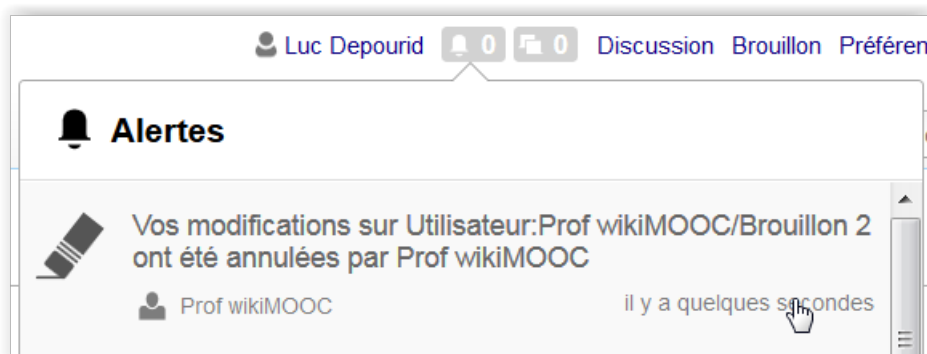 Luc Depourid 0 0 Discussion Brouillon Préféren
Alertes
Vos modifications sur Utilisateur:Prof wikiMOOC/Brouillon 2
ont été annulées par Prof wikiMOOC
Prof wikiMOOC il y a quelques secondes